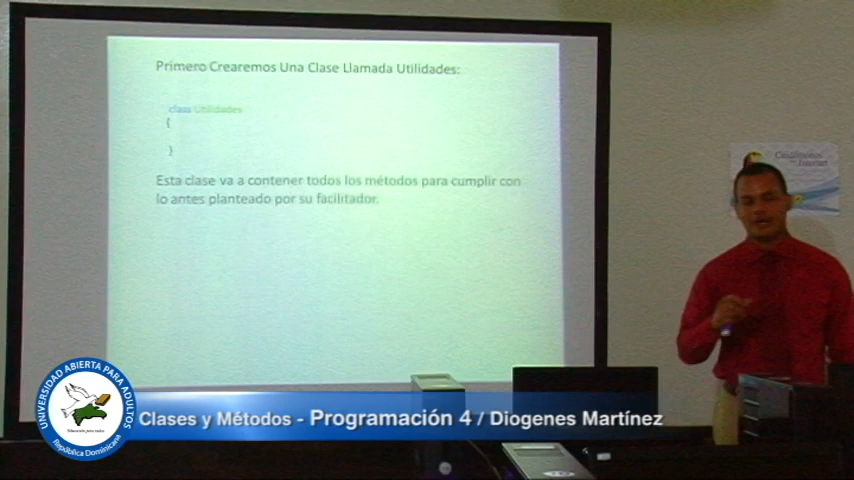 Primero Crearemos Una Clase Llamada Utilidades:
class Utilidades
{
}
Esta clase va a contener todos los métodos para cumplir con
lo antes planteado por su facilitador.
UNIVERSIDAD ABIERTA PARA ADULTOS
República Dominicana
Clases y Métodos - Programación 4 / Diogenes Martínez